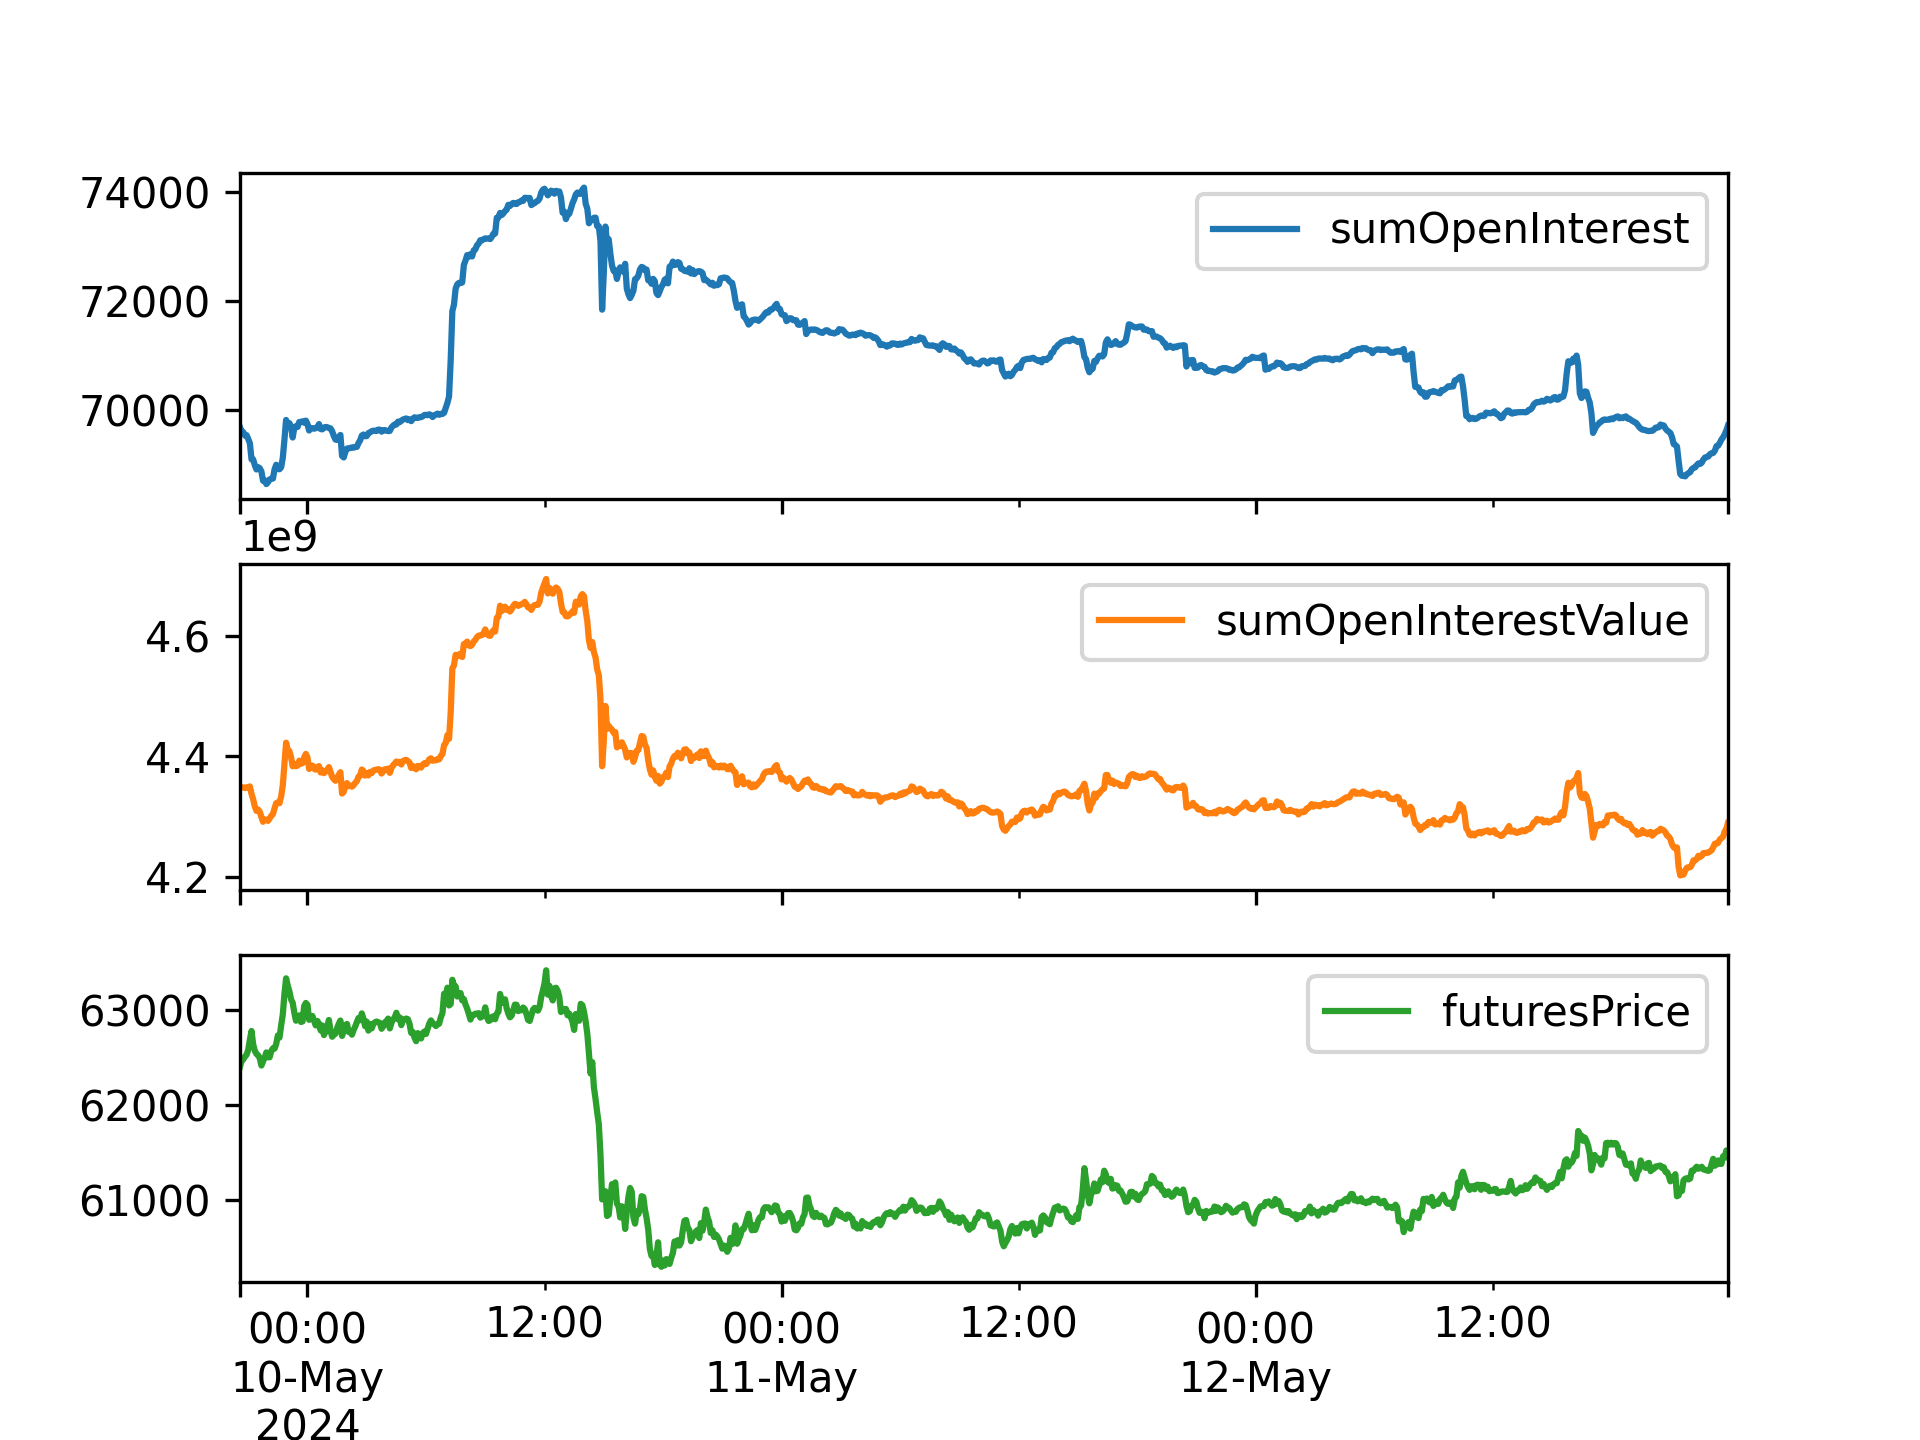 74000
72000
70000
sumOpenInterest
1e9
4.6
4.4
4.2
sumOpenInterestValue
63000
62000
61000
futuresPrice
00:00 12:00 00:00 12:00 00:00 12:00
10-May 11-May 12-May
2024